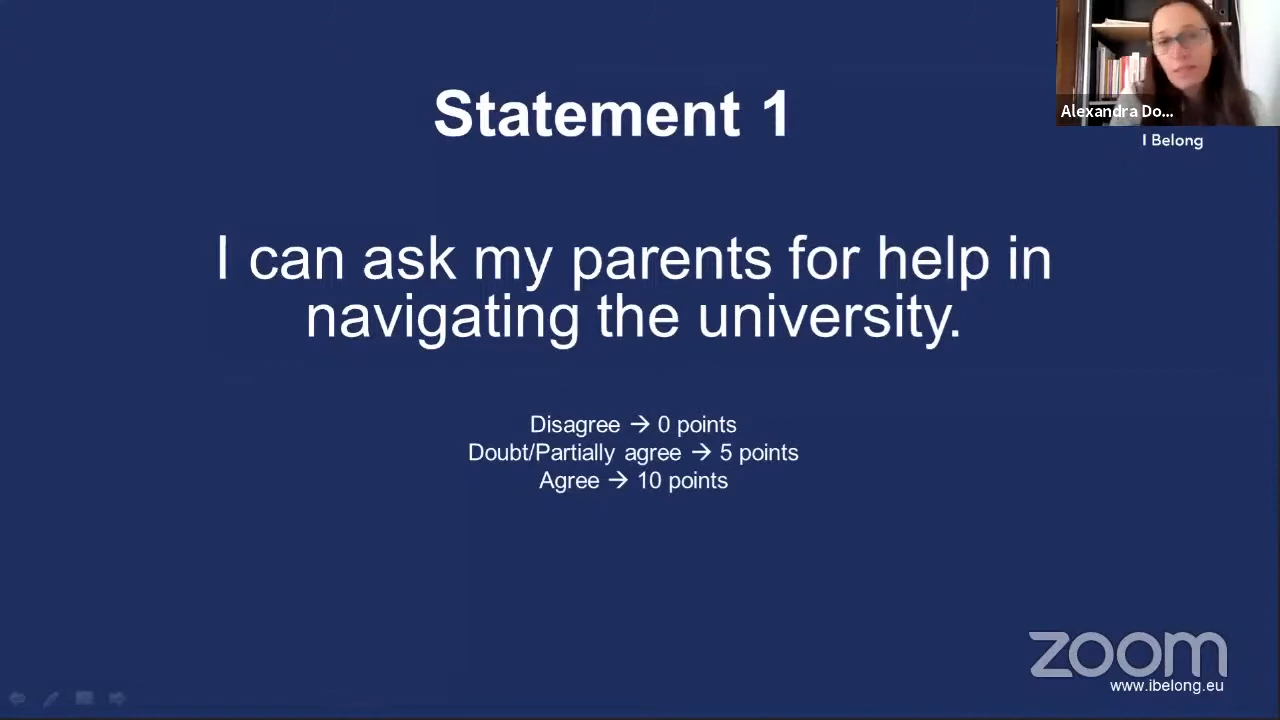 Statement 1
Alexandra Do...
I Belong
I can ask my parents for help in
navigating the university.
Disagree → 0 points
Doubt/Partially agree → 5 points
Agree → 10 points
zoom
www.ibelong.eu